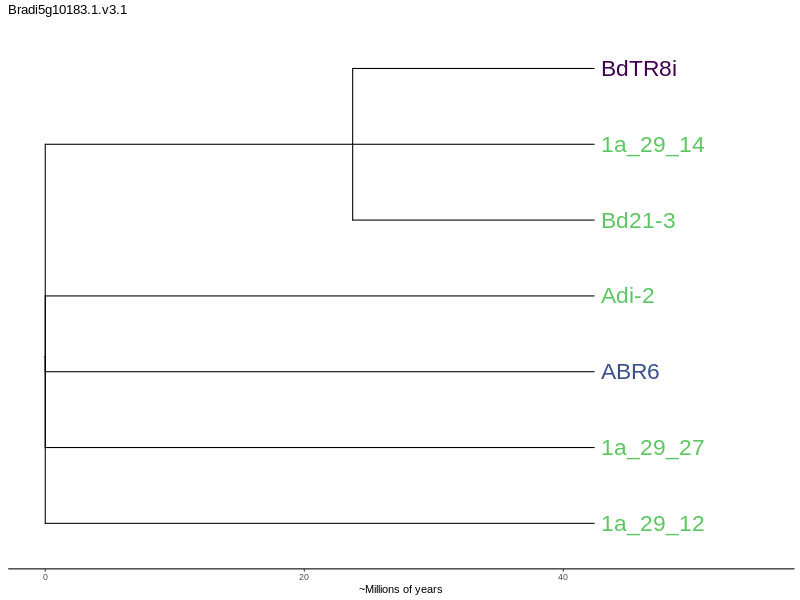 Bradi5g10183.1.v3.1
BdTR8i
1a_29_14
Bd21-3
Adi-2
ABR6
1a_29_27
1a_29_12
0 20 40
~Millions of years